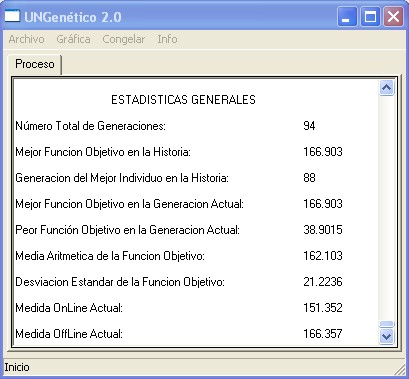 UNGenético 2.0
Archivo Gráfica Congelar Info
Proceso
ESTADISTICAS GENERALES
Número Total de Generaciones: 94
Mejor Funcion Objetivo en la Historia: 166.903
Generacion del Mejor Individuo en la Historia: 88
Mejor Funcion Objetivo en la Generacion Actual: 166.903
Peor Función Objetivo en la Generacion Actual: 38.9015
Media Aritmetica de la Funcion Objetivo: 162.103
Desviacion Estandar de la Funcion Objetivo: 21.2236
Medida OnLine Actual: 151.352
Medida OffLine Actual: 166.357
Inicio